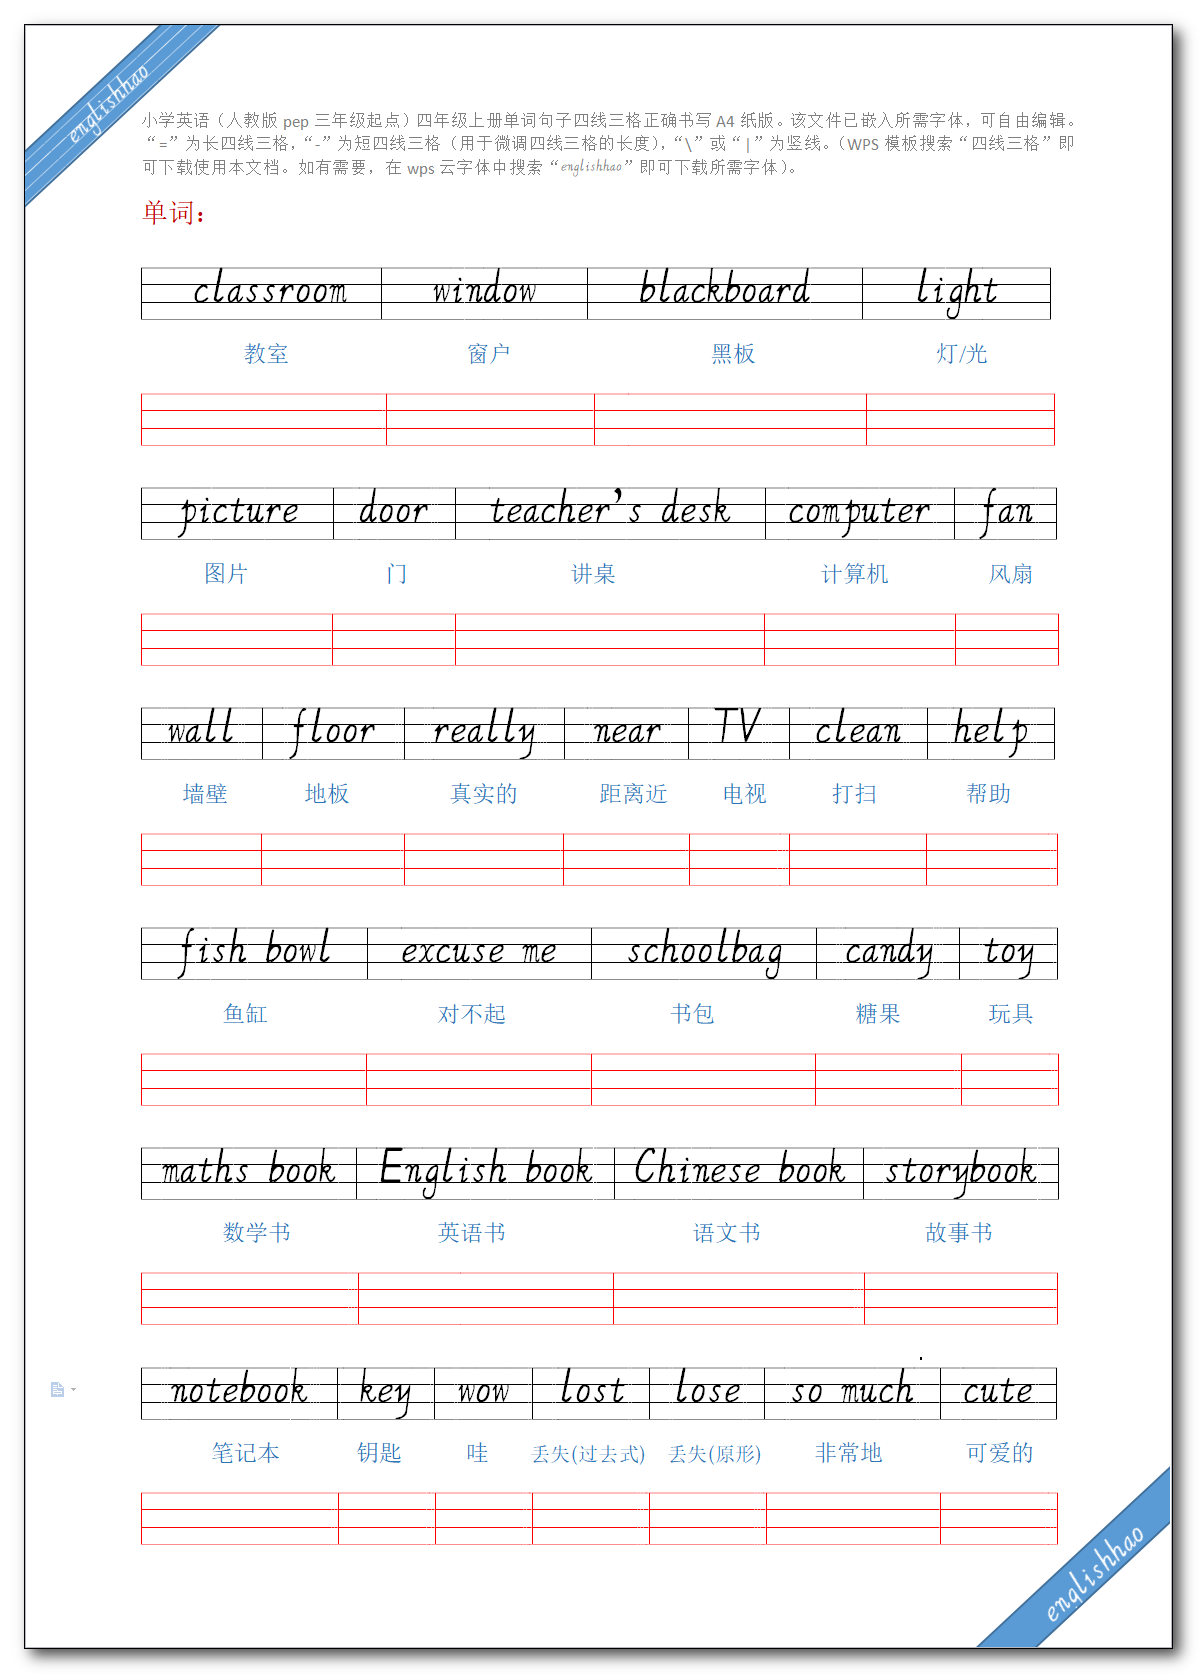 englishhao
小学英语（人教版 pep 三年级起点）四年级上册单词句子四线三格正确书写 A4 纸版。该文件已嵌入所需字体，可自由编辑。
“=”为长四线三格，“-”为短四线三格（用于微调四线三格的长度），“\”或“|”为竖线。（WPS 模板搜索“四线三格”即
可下载使用本文档。如有需要，在 wps 云字体中搜索“englishhao”即可下载所需字体）。
单词：
classroom window blackboard light
教室 窗户 黑板 灯/光
picture door teacher's desk computer fan
图片 门 讲桌 计算机 风扇
wall floor really near TV clean help
墙壁 地板 真实的 距离近 电视 打扫 帮助
fish bowl excuse me schoolbag candy toy
鱼缸 对不起 书包 糖果 玩具
maths book English book Chinese book storybook
数学书 英语书 语文书 故事书
notebook key wow lost lose so much cute
笔记本 钥匙 哇 丢失(过去式) 丢失(原形) 非常地 可爱的
englishhao